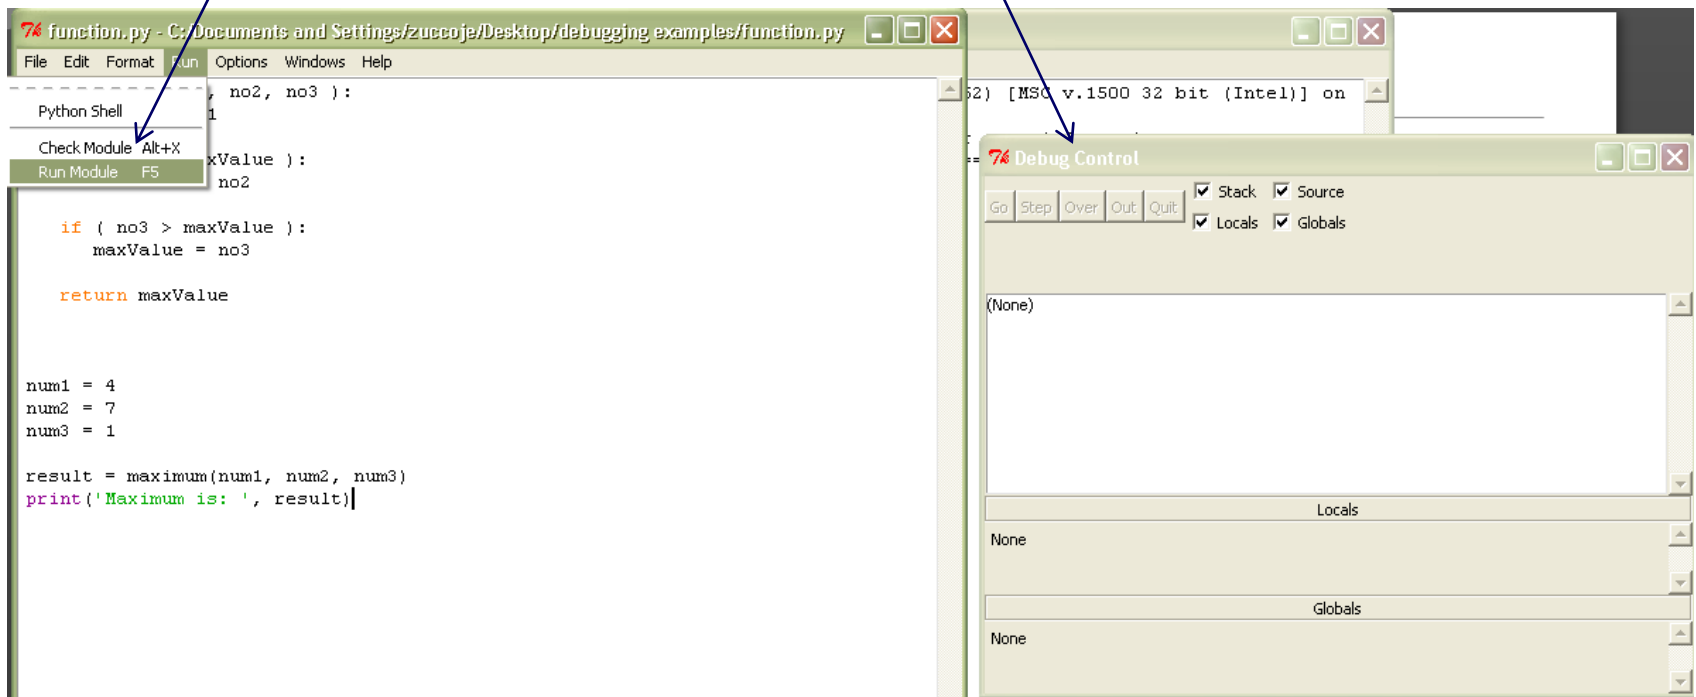 function.py - C:/Documents and Settings/zuccoje/Desktop/debugging examples/function.py
File Edit Format Run Options Windows Help
, no2, no3 ):
Python Shell
1
Check Module Alt+X
xValue ):
Run Module F5
no2
if ( no3 > maxValue ):
maxValue = no3
return maxValue
num1 = 4
num2 = 7
num3 = 1
result = maximum(num1, num2, num3)
print('Maximum is: ', result)
52) [MSC v.1500 32 bit (Intel)] on
Debug Control
Go Step Over Out Quit
Stack Source
Locals Globals
(None)
Locals
None
Globals
None